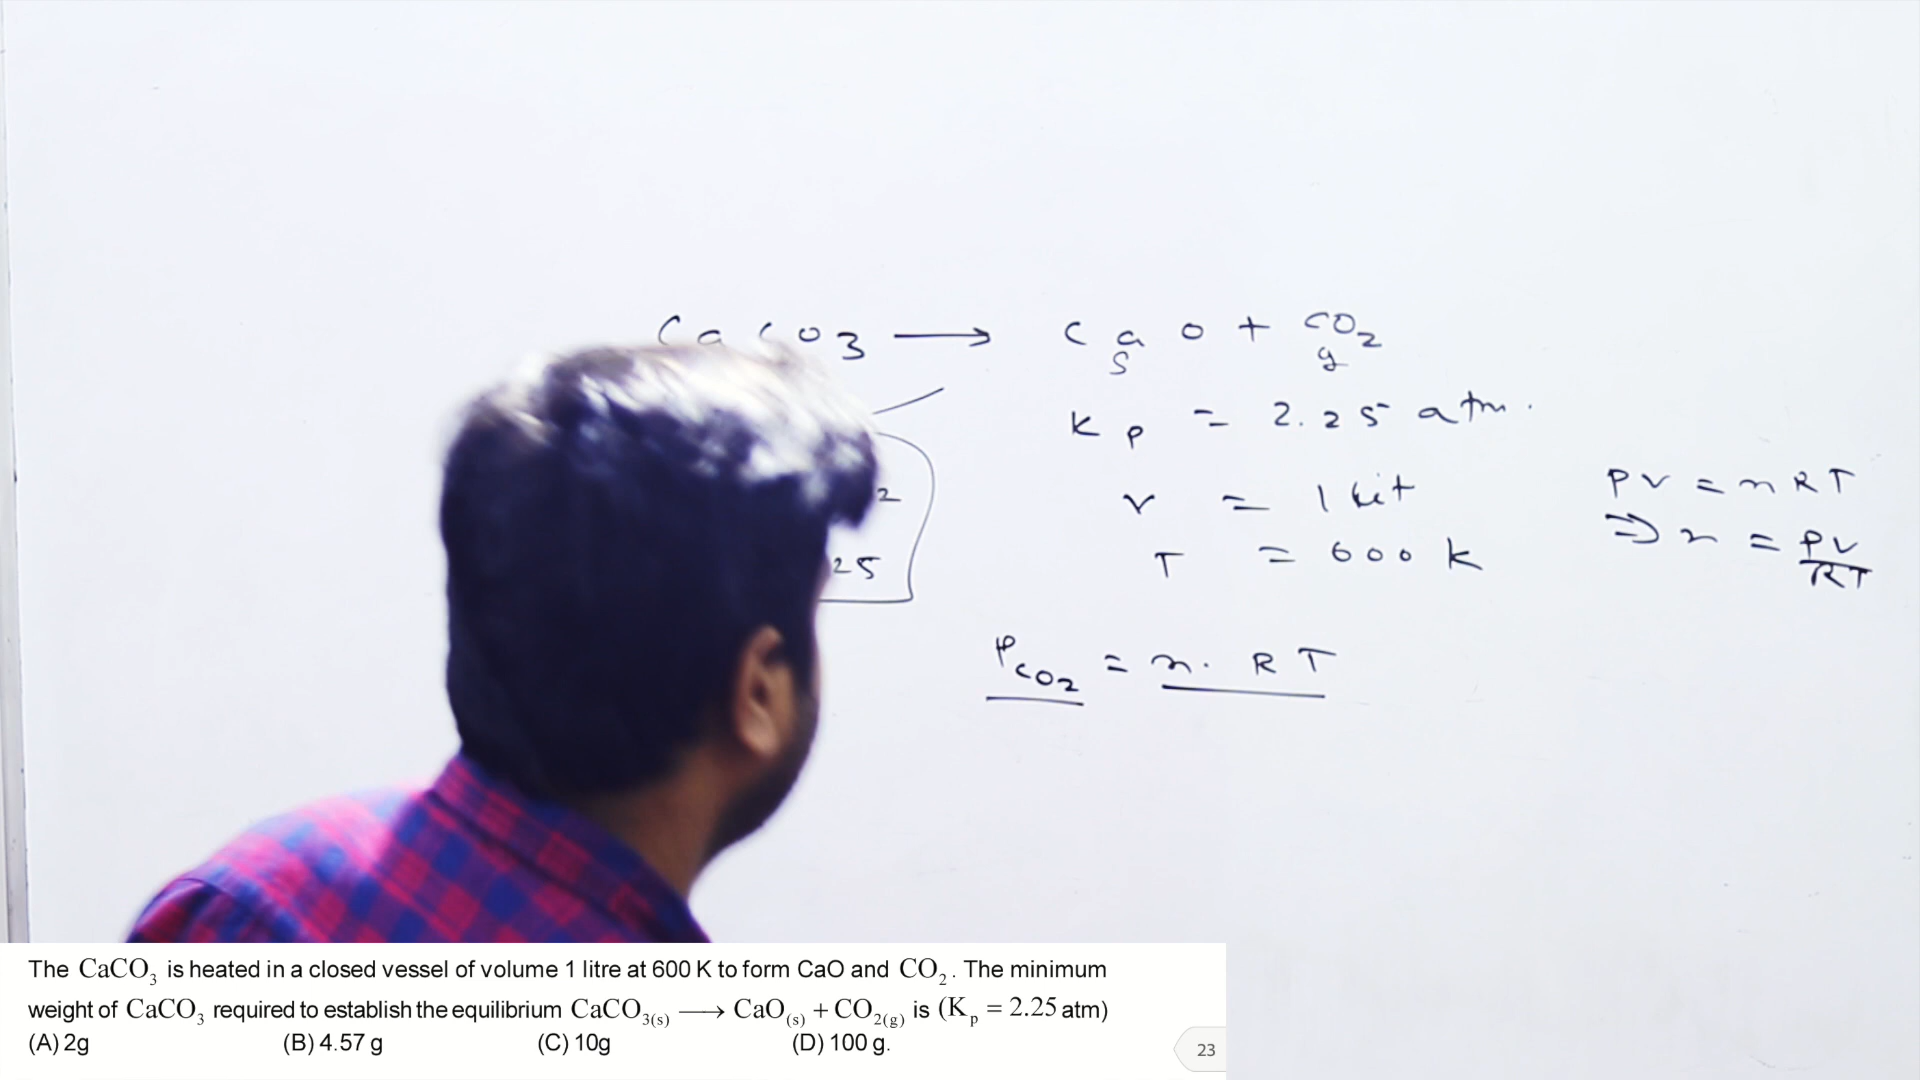 CaCO3 ⟶ CaO + CO2
s g
Kp = 2.25 atm.
2
V = 1 lit
PV = nRT
25
T = 600 K
⇒ n = PV/RT
PCO2 = n. RT
The CaCO3 is heated in a closed vessel of volume 1 litre at 600 K to form CaO and CO2. The minimum
weight of CaCO3 required to establish the equilibrium CaCO3(s) ⟶ CaO(s) + CO2(g) is (Kp = 2.25 atm)
(A) 2g (B) 4.57 g (C) 10g (D) 100 g.
23